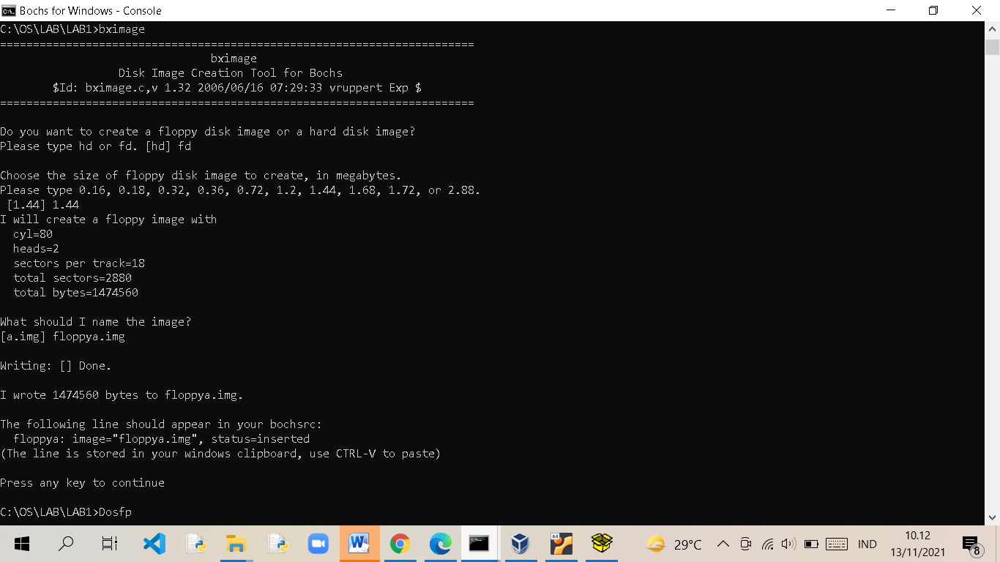 Bochs for Windows - Console
C:\OS\LAB\LAB1>bximage
========================================================================
bximage
Disk Image Creation Tool for Bochs
$Id: bximage.c,v 1.32 2006/06/16 07:29:33 vruppert Exp $
========================================================================
Do you want to create a floppy disk image or a hard disk image?
Please type hd or fd. [hd] fd
Choose the size of floppy disk image to create, in megabytes.
Please type 0.16, 0.18, 0.32, 0.36, 0.72, 1.2, 1.44, 1.68, 1.72, or 2.88.
[1.44] 1.44
I will create a floppy image with
cyl=80
heads=2
sectors per track=18
total sectors=2880
total bytes=1474560
What should I name the image?
[a.img] floppya.img
Writing: [] Done.
I wrote 1474560 bytes to floppya.img.
The following line should appear in your bochsrc:
floppya: image="floppya.img", status=inserted
(The line is stored in your windows clipboard, use CTRL-V to paste)
Press any key to continue
C:\OS\LAB\LAB1>Dosfp
29°C
IND
10.12
13/11/2021
8
64